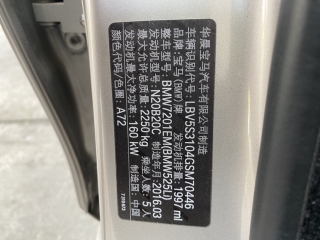 华晨宝马汽车有限公司制造
车辆识别代号: LBV5S3104GSM70446
品牌: 宝马(BMW)牌
整车型号: BMW7201EM(BMW525Li)
发动机型号: N20B20C 发动机排量: 1997 ml
最大允许总质量: 2250 kg 制造年月: 2016.03
发动机最大净功率: 160 kW 乘坐人数: 5 人
颜色代码/色圈: A72 制造国: 中国